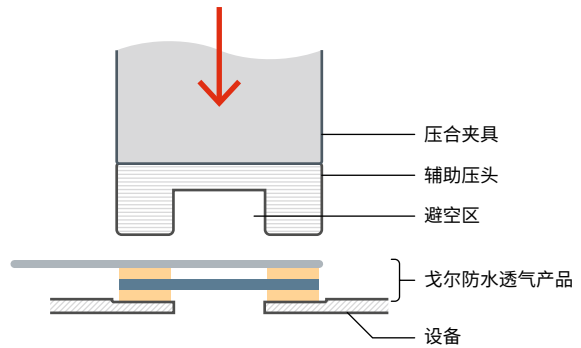 压合夹具
辅助压头
避空区
戈尔防水透气产品
设备